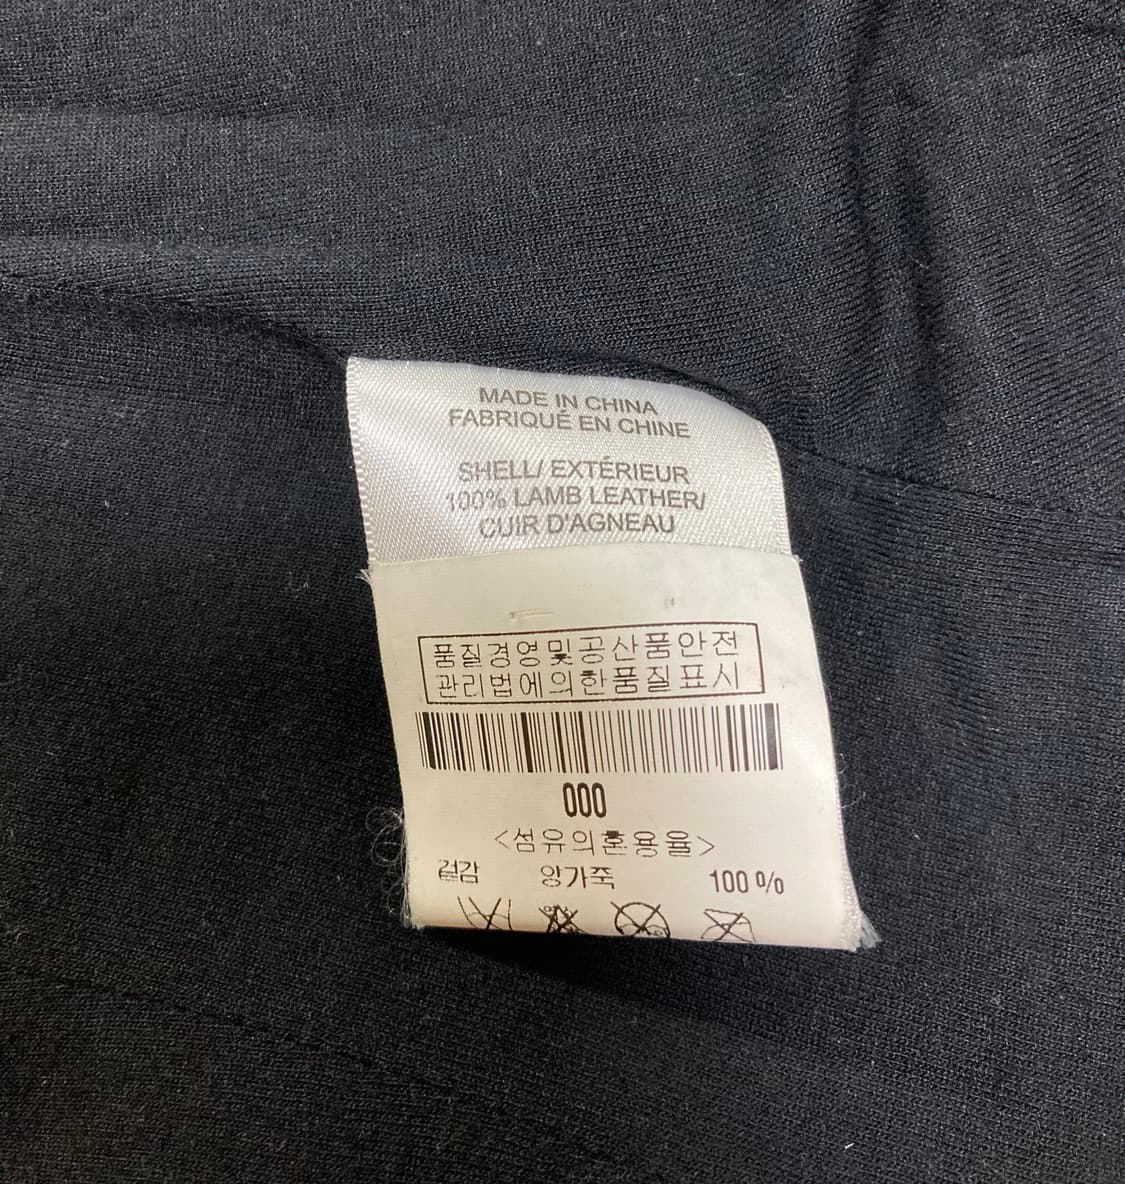 MADE IN CHINA
FABRIQUÉ EN CHINE
SHELL/ EXTÉRIEUR
100% LAMB LEATHER/
CUIR D'AGNEAU
품질경영및공산품안전
관리법에의한품질표시
000
<섬유의혼용율>
겉감 양가죽 100 %